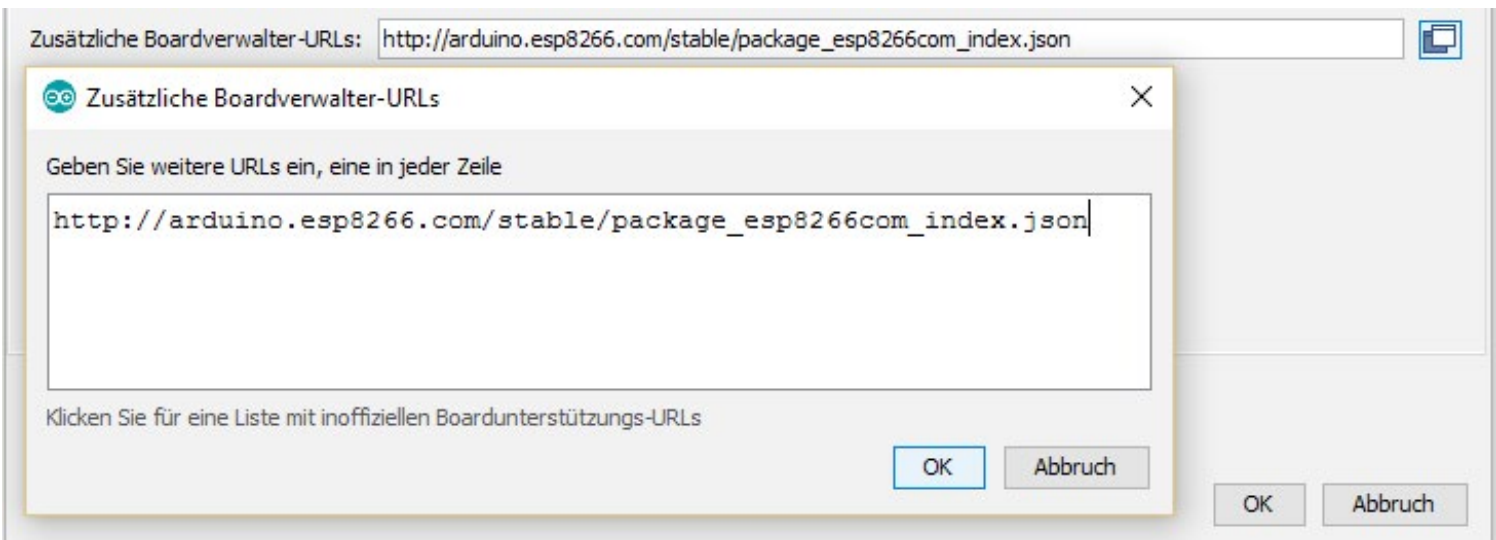 Zusätzliche Boardverwalter-URLs: http://arduino.esp8266.com/stable/package_esp8266com_index.json
Zusätzliche Boardverwalter-URLs
Geben Sie weitere URLs ein, eine in jeder Zeile
http://arduino.esp8266.com/stable/package_esp8266com_index.json
Klicken Sie für eine Liste mit inoffiziellen Boardunterstützungs-URLs
OK Abbruch
OK Abbruch